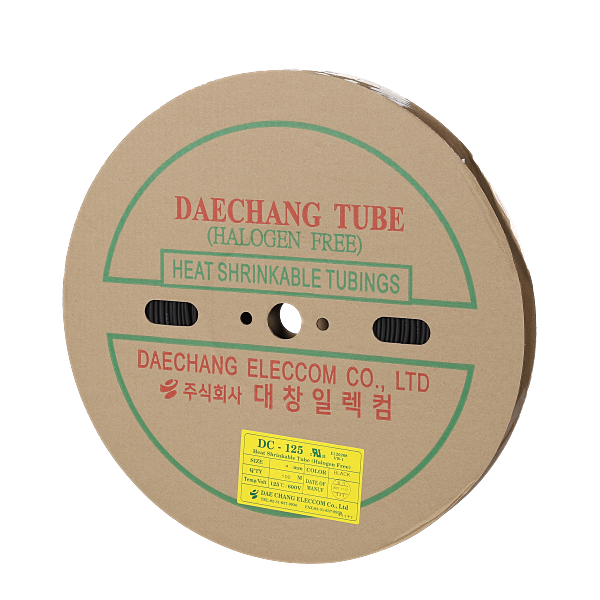 DAECHANG TUBE
(HALOGEN FREE)
HEAT SHRINKABLE TUBINGS
DAECHANG ELECCOM CO., LTD
주식회사 대창일렉컴
DC - 125
Heat Shrinkable Tube (Halogen Free)
SIZE mm COLOR BLACK
Q'TY M DATE OF MANUF
Temp/Volt 125℃ 600V
DAE CHANG ELECCOM Co., Ltd